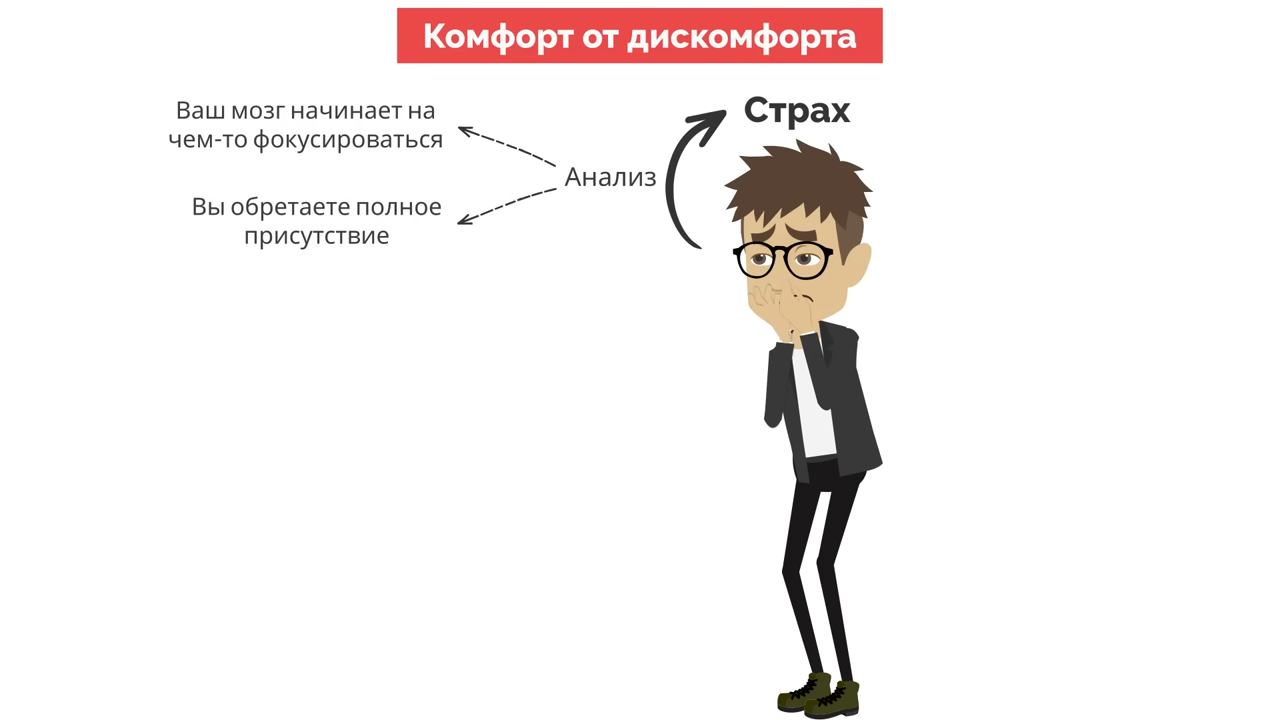 Комфорт от дискомфорта
Страх
Анализ
Ваш мозг начинает на
чем-то фокусироваться
Вы обретаете полное
присутствие